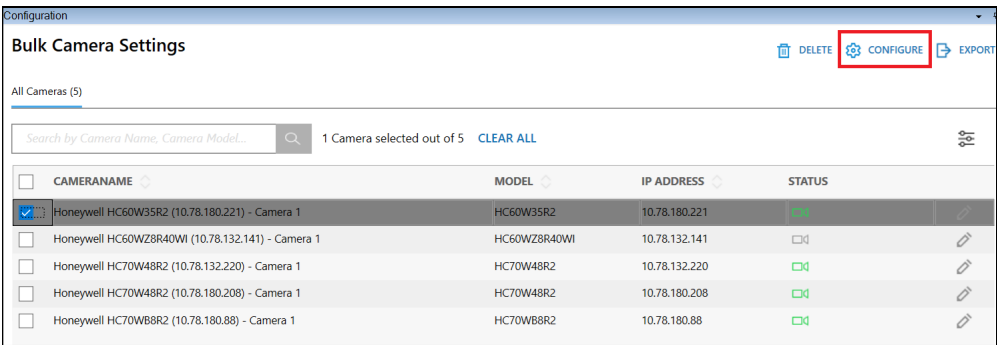 Configuration
Bulk Camera Settings
DELETE CONFIGURE EXPORT
All Cameras (5)
Search by Camera Name, Camera Model... 1 Camera selected out of 5 CLEAR ALL
CAMERANAME MODEL IP ADDRESS STATUS
Honeywell HC60W35R2 (10.78.180.221) - Camera 1 HC60W35R2 10.78.180.221
Honeywell HC60WZ8R40WI (10.78.132.141) - Camera 1 HC60WZ8R40WI 10.78.132.141
Honeywell HC70W48R2 (10.78.132.220) - Camera 1 HC70W48R2 10.78.132.220
Honeywell HC70W48R2 (10.78.180.208) - Camera 1 HC70W48R2 10.78.180.208
Honeywell HC70WB8R2 (10.78.180.88) - Camera 1 HC70WB8R2 10.78.180.88